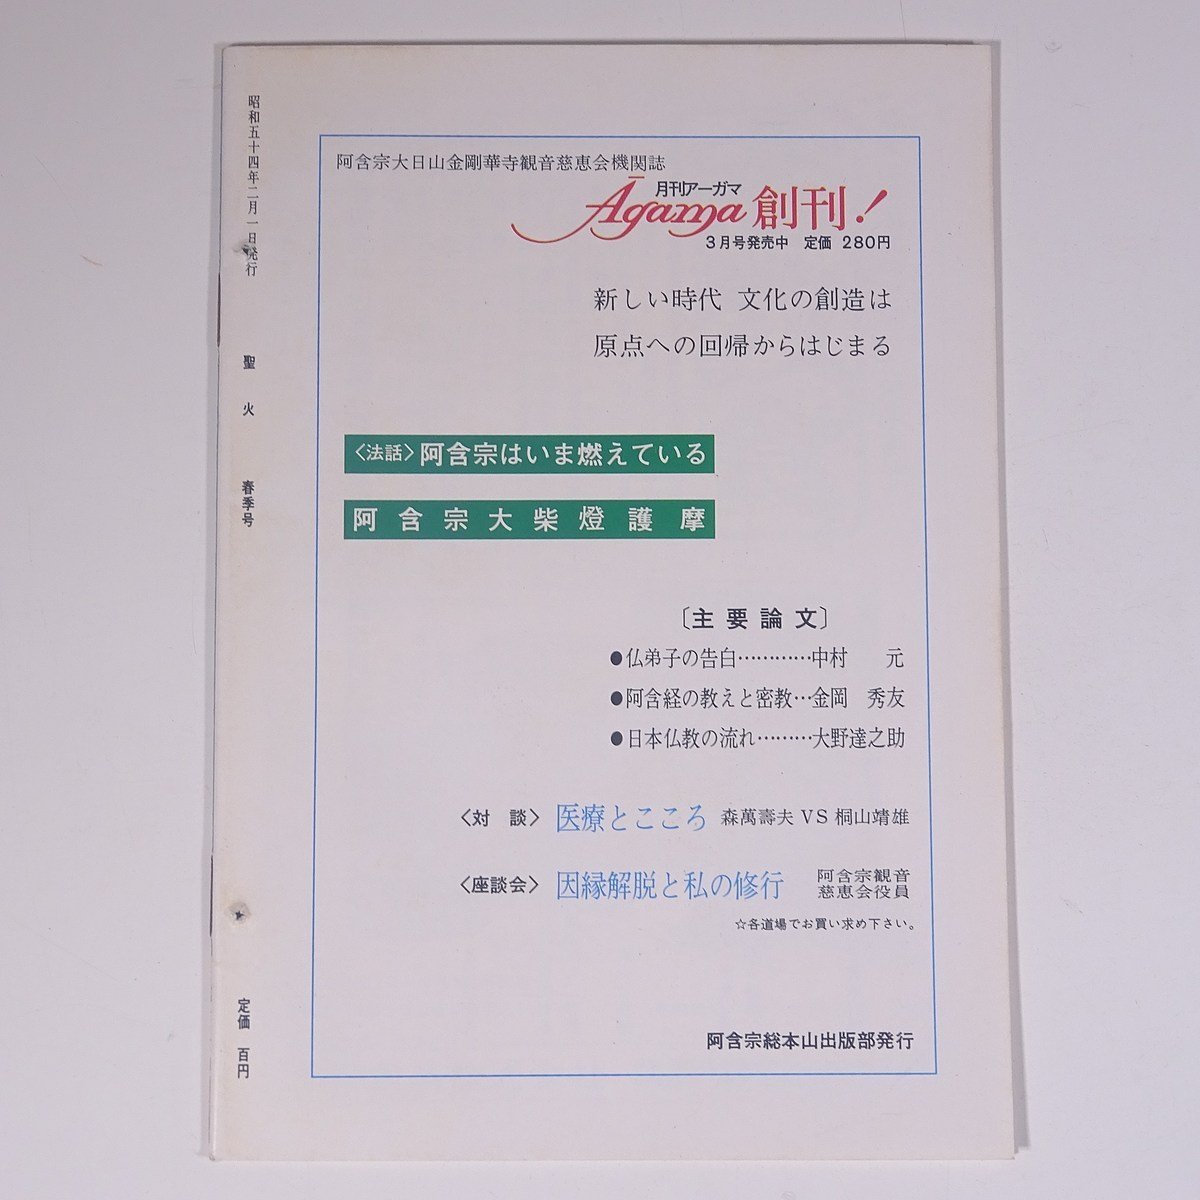 昭和五十四年二月一日発行　聖火　春季号　定価　百円
阿含宗大日山金剛華寺観音慈恵会機関誌
月刊アーガマ
Āgama 創刊！
3月号発売中　定価 280円
新しい時代 文化の創造は
原点への回帰からはじまる
〈法話〉阿含宗はいま燃えている
阿含宗大柴燈護摩
〔主要論文〕
●仏弟子の告白…………中村　元
●阿含経の教えと密教…金岡　秀友
●日本仏教の流れ………大野達之助
〈対　談〉 医療とこころ 森萬壽夫 VS 桐山靖雄
〈座談会〉 因縁解脱と私の修行 阿含宗観音
慈恵会役員
☆各道場でお買い求め下さい。
阿含宗総本山出版部発行